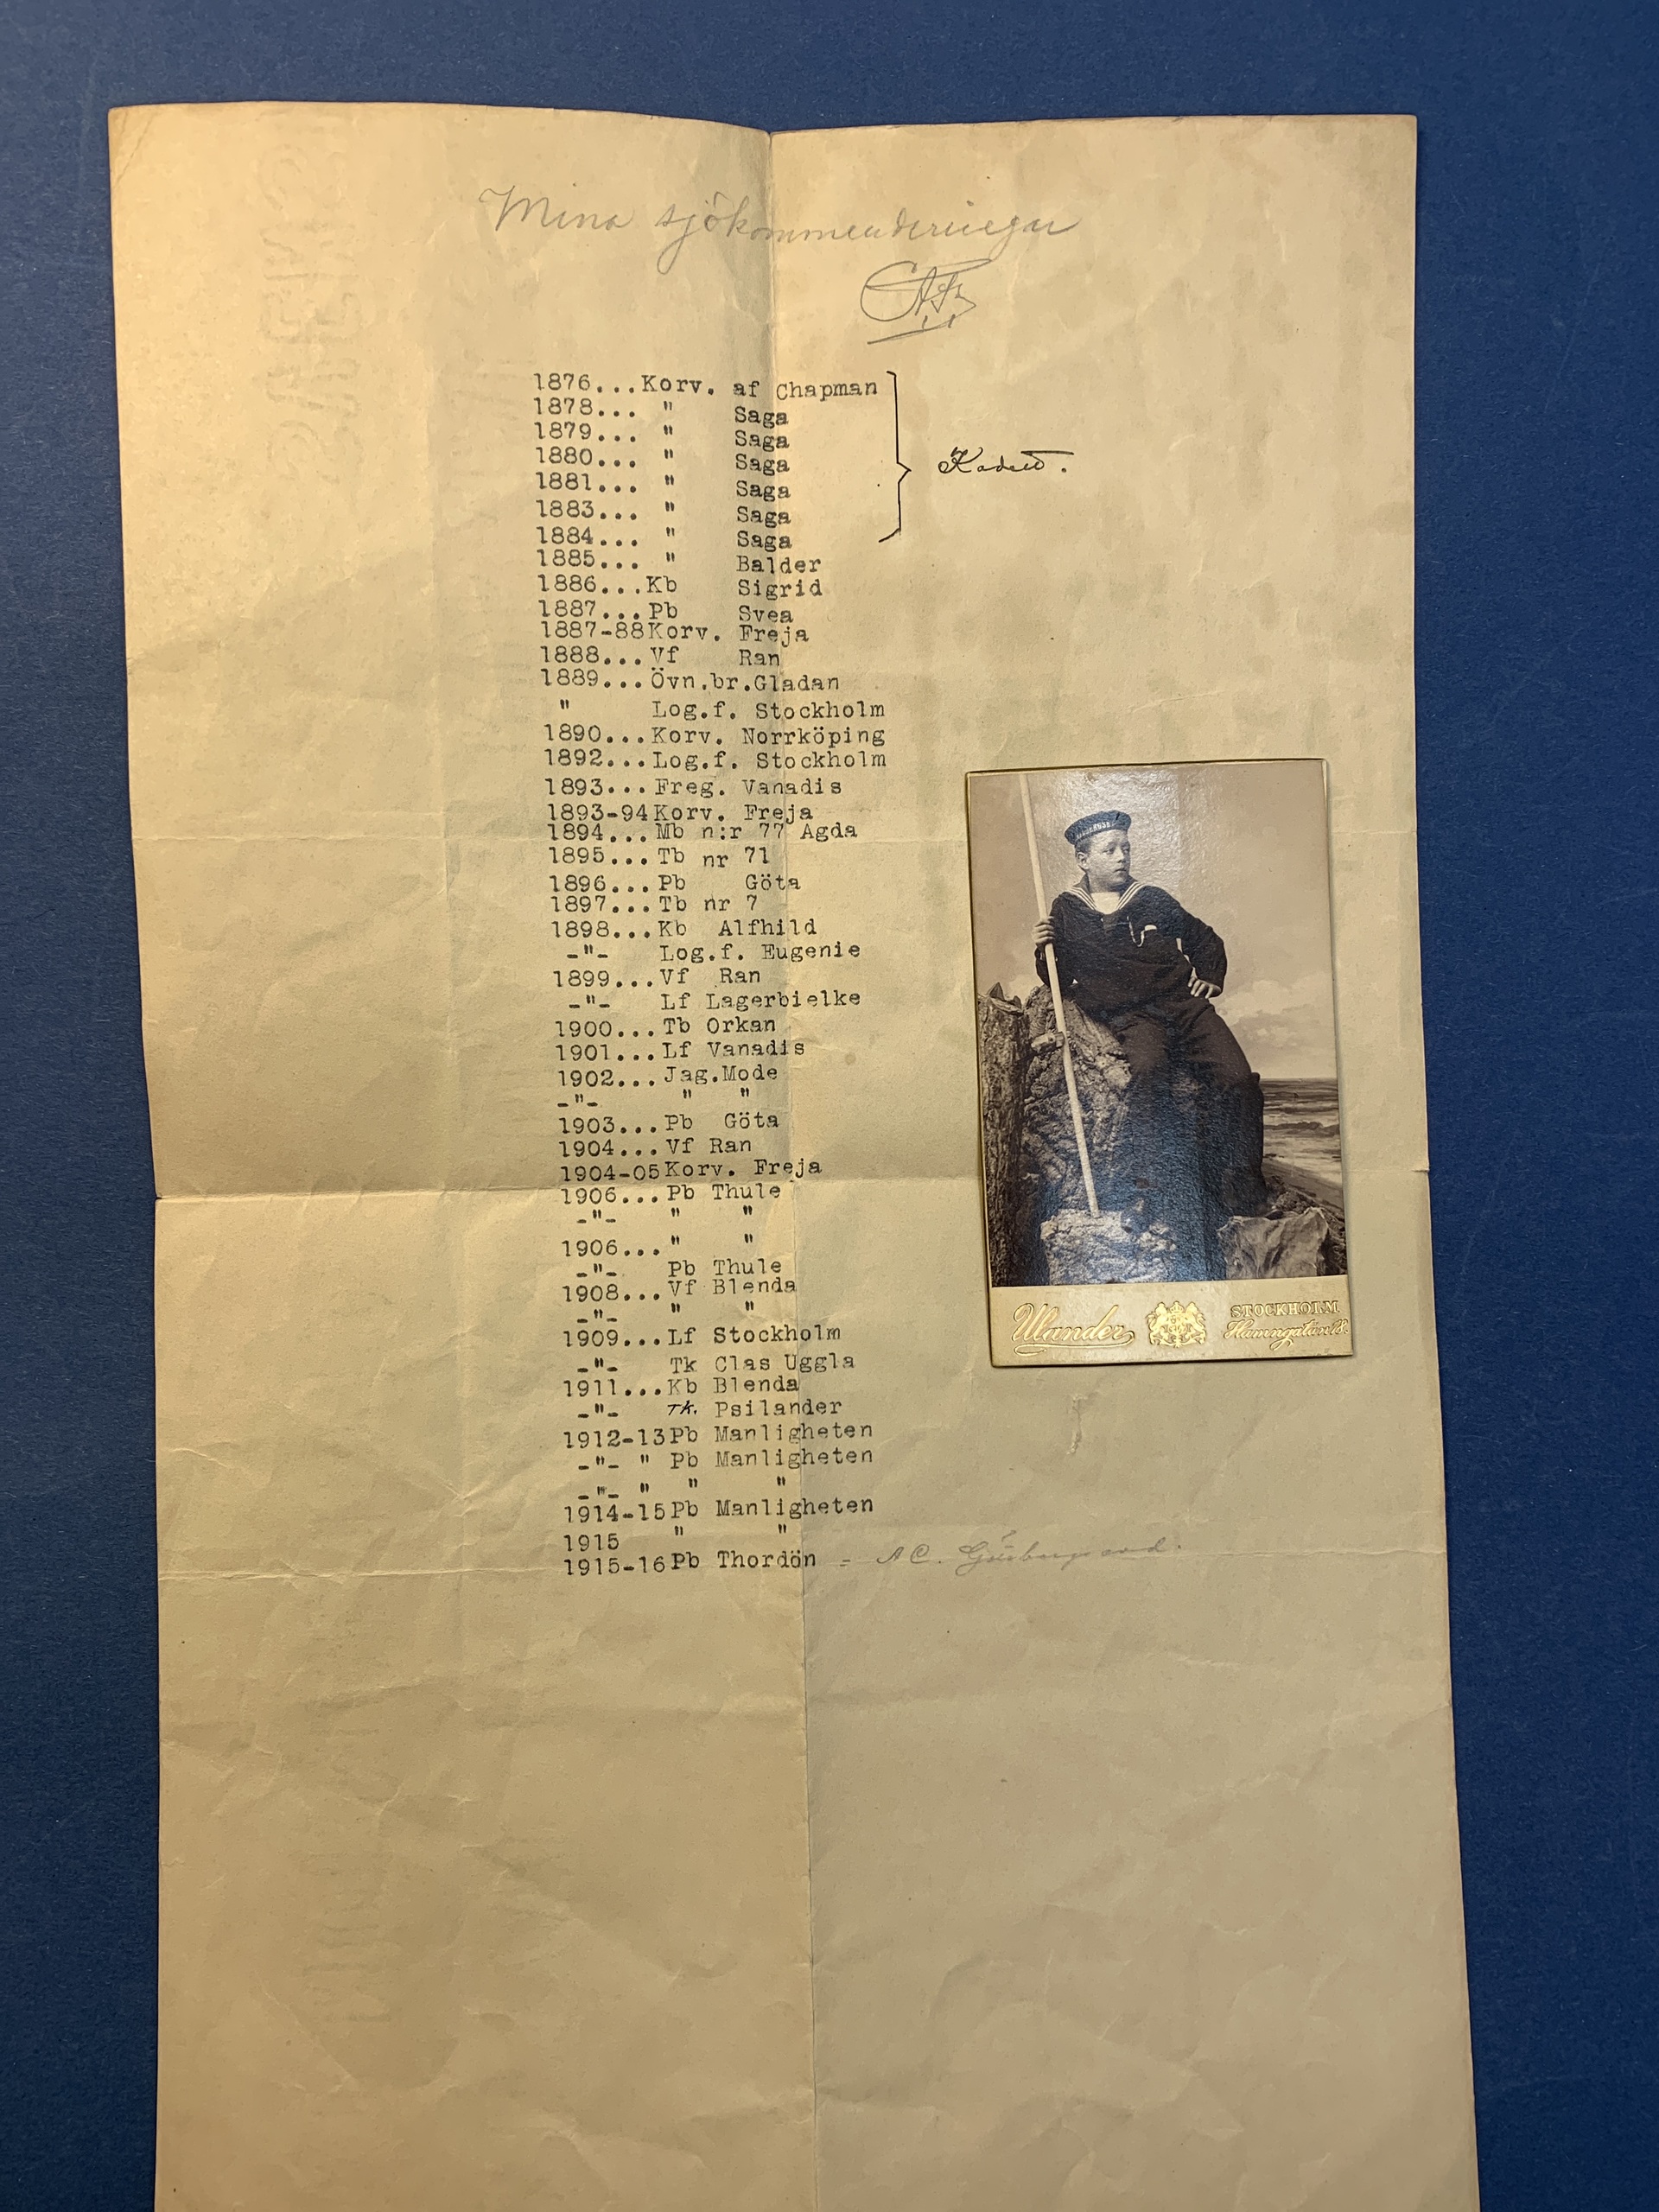 Mina sjökommenderingar
1876...Korv. af Chapman
1878... " Saga
1879... " Saga
1880... " Saga
Kadett.
1881... " Saga
1883... " Saga
1884... " Saga
1885... " Balder
1886...Kb Sigrid
1887...Pb Svea
1887-88Korv. Freja
1888...Vf Ran
1889...Övn.br.Gladan
" Log.f. Stockholm
1890...Korv. Norrköping
1892...Log.f. Stockholm
1893...Freg. Vanadis
1893-94Korv. Freja
1894...Mb n:r 77 Agda
1895...Tb nr 71
1896...Pb Göta
1897...Tb nr 7
1898...Kb Alfhild
-"- Log.f. Eugenie
1899...Vf Ran
-"- Lf Lagerbielke
1900...Tb Orkan
1901...Lf Vanadis
1902...Jag.Mode
-"- " "
1903...Pb Göta
1904...Vf Ran
1904-05Korv. Freja
1906...Pb Thule
-"- " "
1906..." "
-"- Pb Thule
1908...Vf Blenda
-"- " "
1909...Lf Stockholm
-"- Tk Clas Uggla
1911...Kb Blenda
-"- Tk. Psilander
1912-13Pb Manligheten
-"- " Pb Manligheten
-"- " " "
1914-15Pb Manligheten
1915 " "
1915-16Pb Thordön = AC.
Wander STOCKHOLM